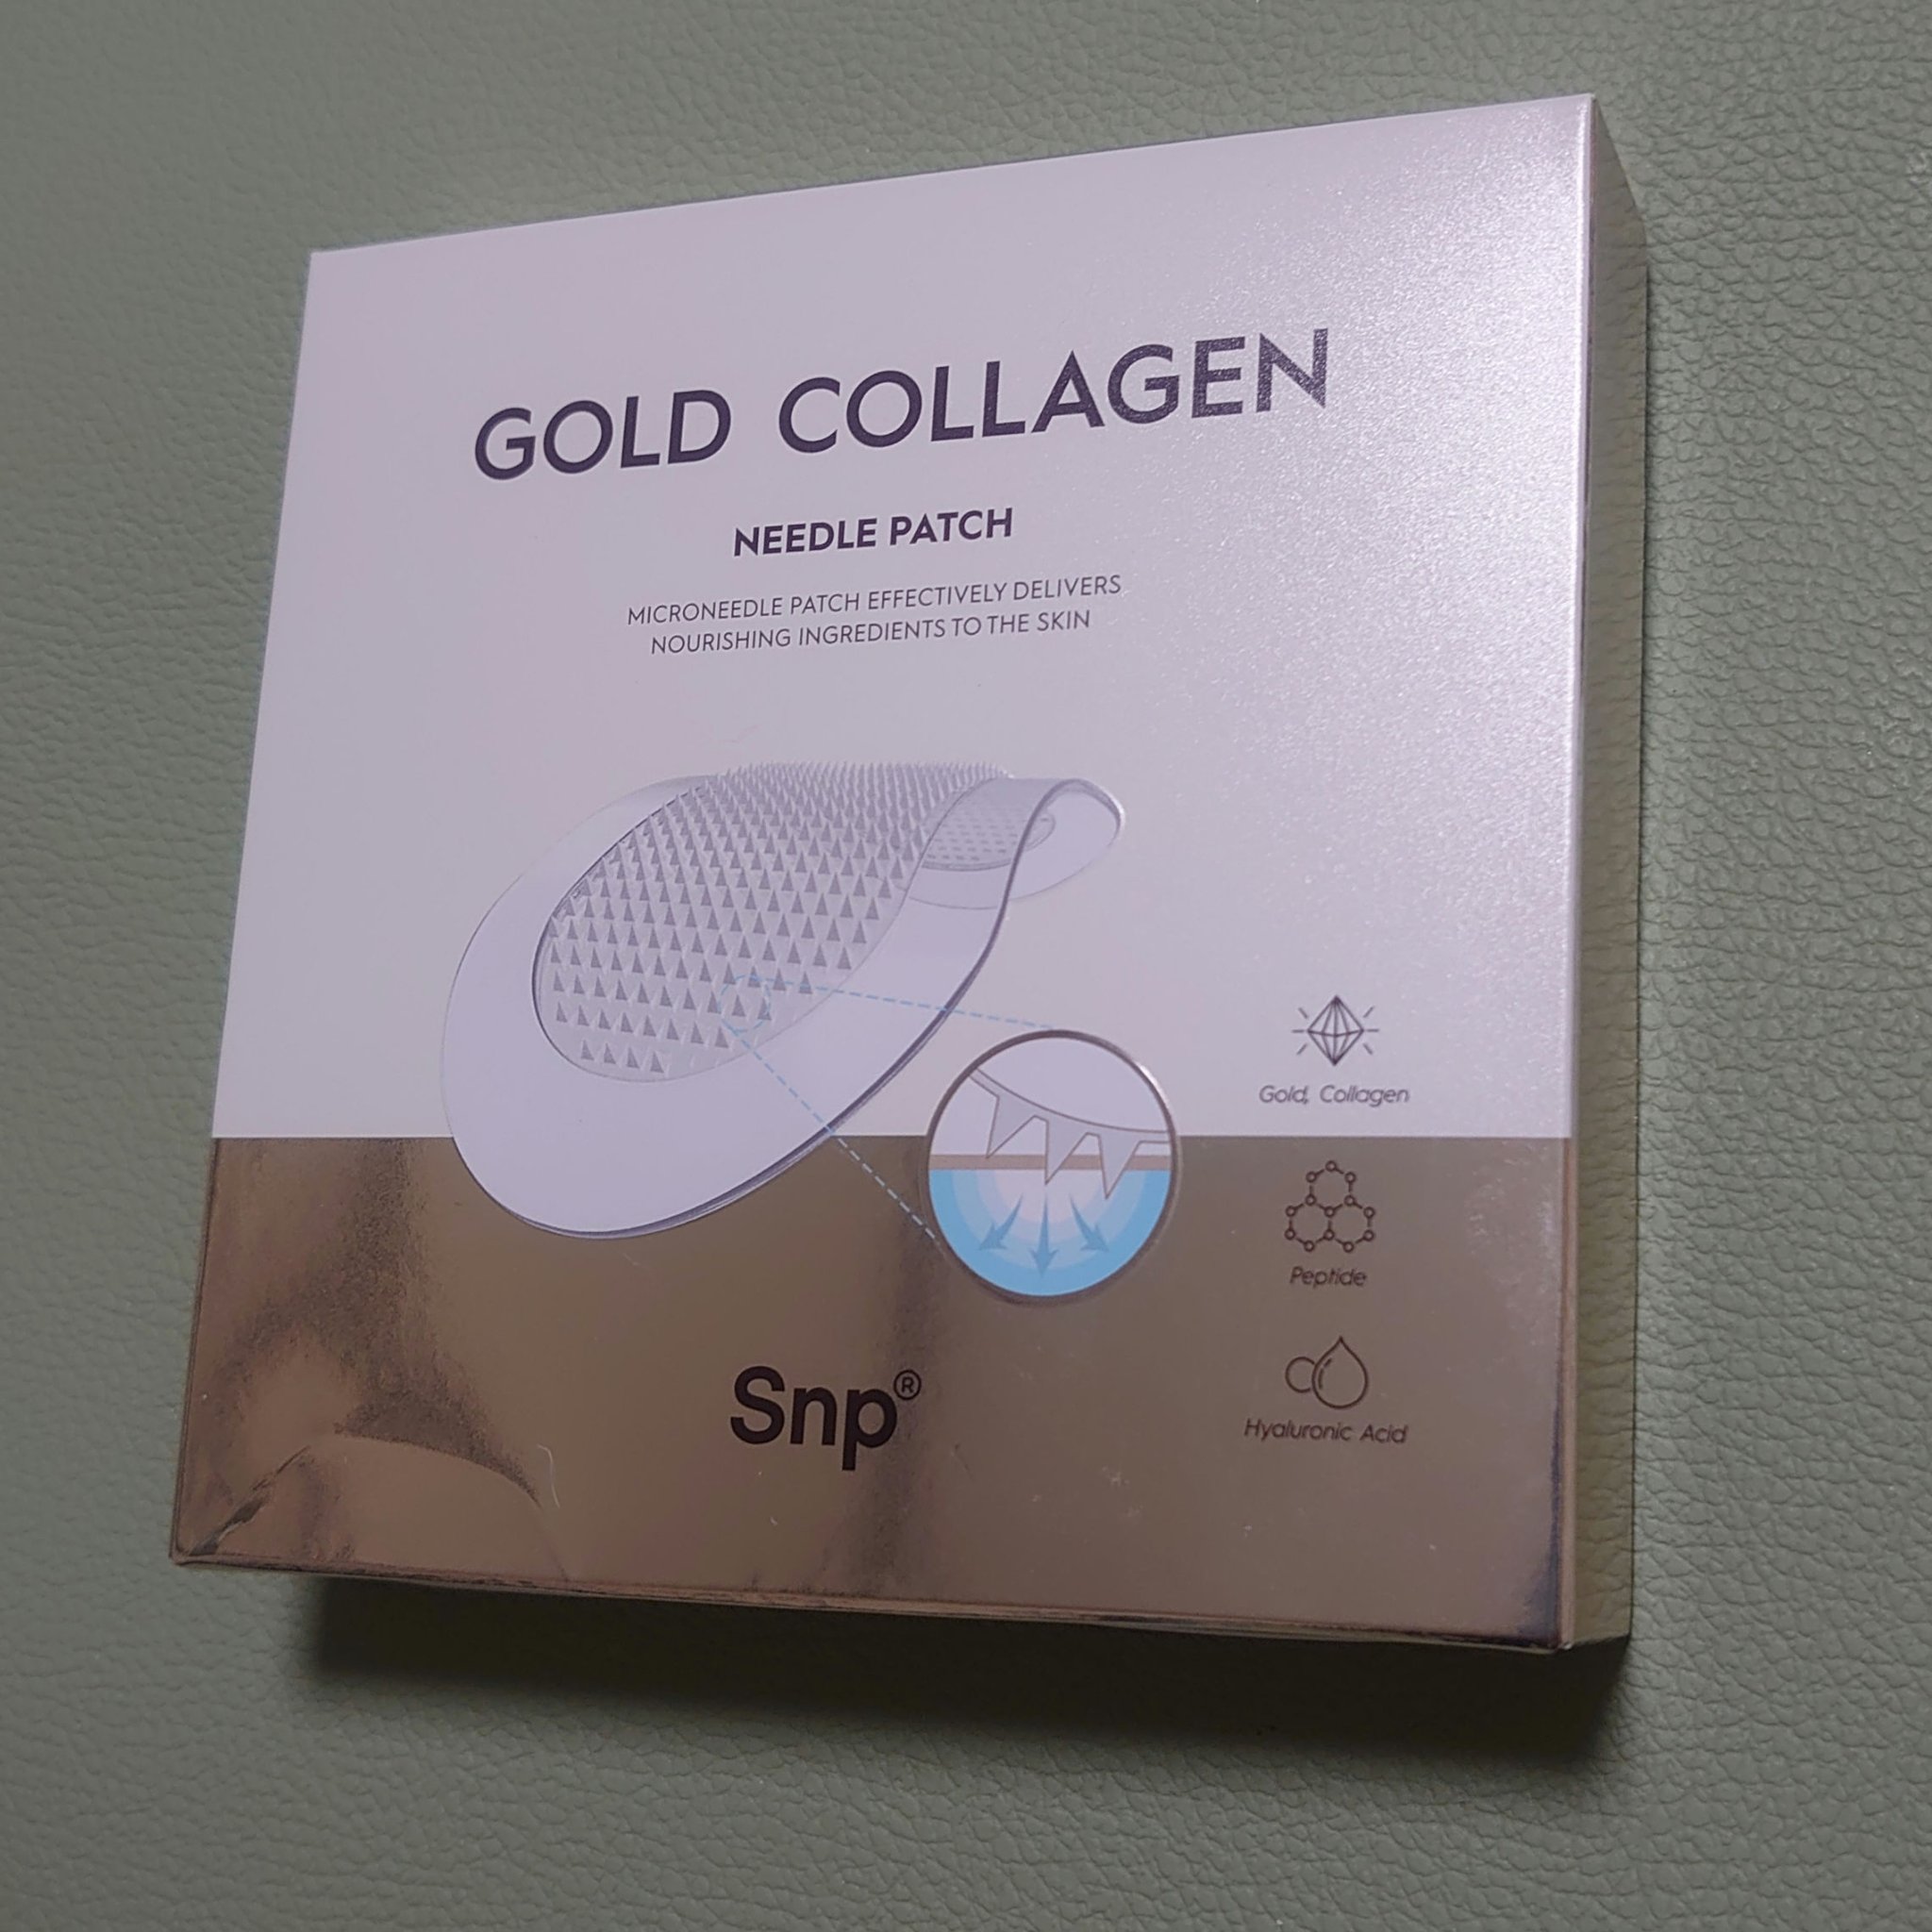 GOLD COLLAGEN
NEEDLE PATCH
MICRONEEDLE PATCH EFFECTIVELY DELIVERS
NOURISHING INGREDIENTS TO THE SKIN
Gold, Collagen
Peptide
Hyaluronic Acid
Snp®